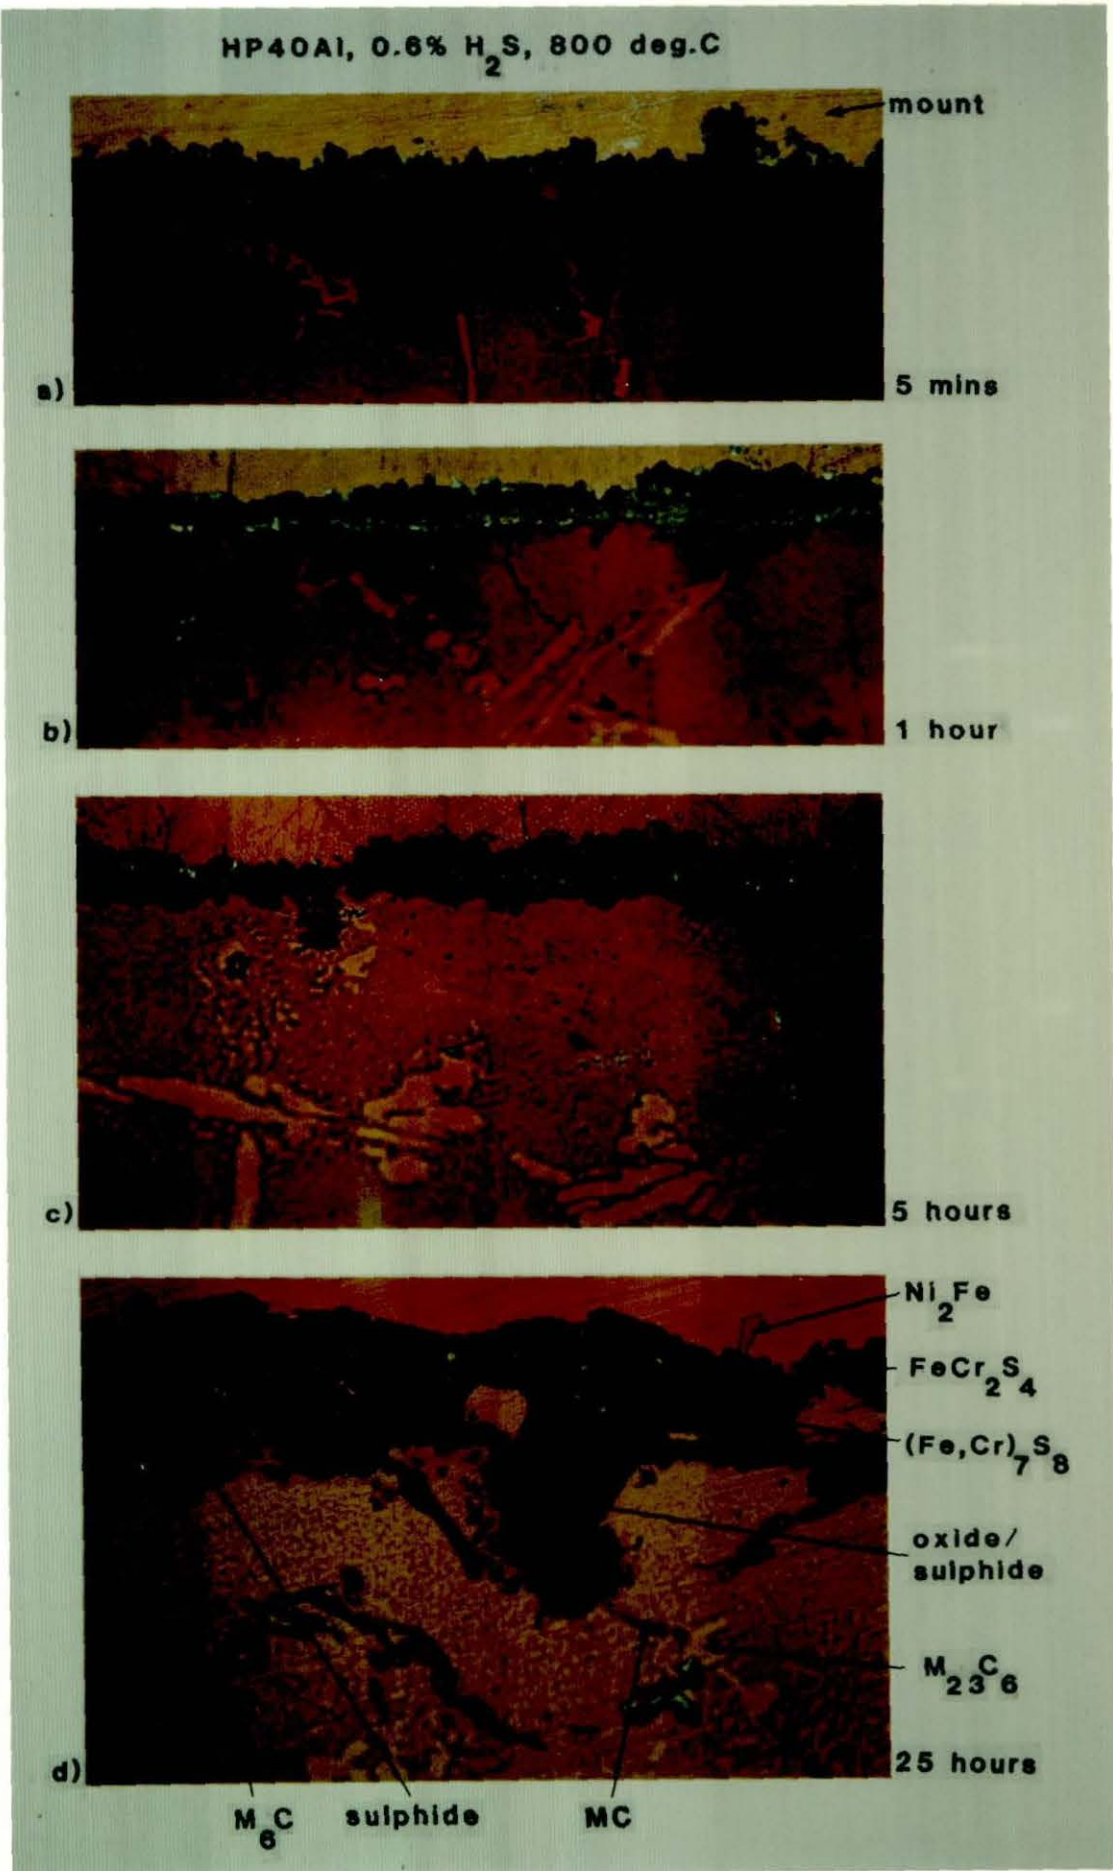 HP40Al, 0.6% H₂S, 800 deg.C
mount
a)
5 mins
b)
1 hour
c)
5 hours
Ni₂Fe
FeCr₂S₄
(Fe,Cr)₇S₈
oxide/
sulphide
M₂₃C₆
d)
25 hours
M₆C
sulphide
MC